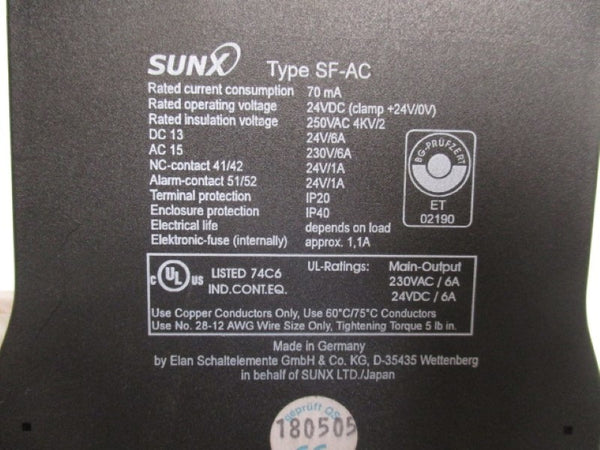 SUNX Type SF-AC
Rated current consumption 70 mA
Rated operating voltage 24VDC (clamp +24V/0V)
Rated insulation voltage 250VAC 4KV/2
DC 13 24V/6A
AC 15 230V/6A
NC-contact 41/42 24V/1A
Alarm-contact 51/52 24V/1A
Terminal protection IP20
Enclosure protection IP40
Electrical life depends on load
Elektronic-fuse (internally) approx. 1,1A
BG-PRÜFZERT
ET
02190
c UL us LISTED 74C6 UL-Ratings: Main-Output
IND.CONT.EQ. 230VAC / 6A
24VDC / 6A
Use Copper Conductors Only, Use 60°C/75°C Conductors
Use No. 28-12 AWG Wire Size Only, Tightening Torque 5 lb in.
Made in Germany
by Elan Schaltelemente GmbH & Co. KG, D-35435 Wettenberg
in behalf of SUNX LTD./Japan
geprüft QS
180505